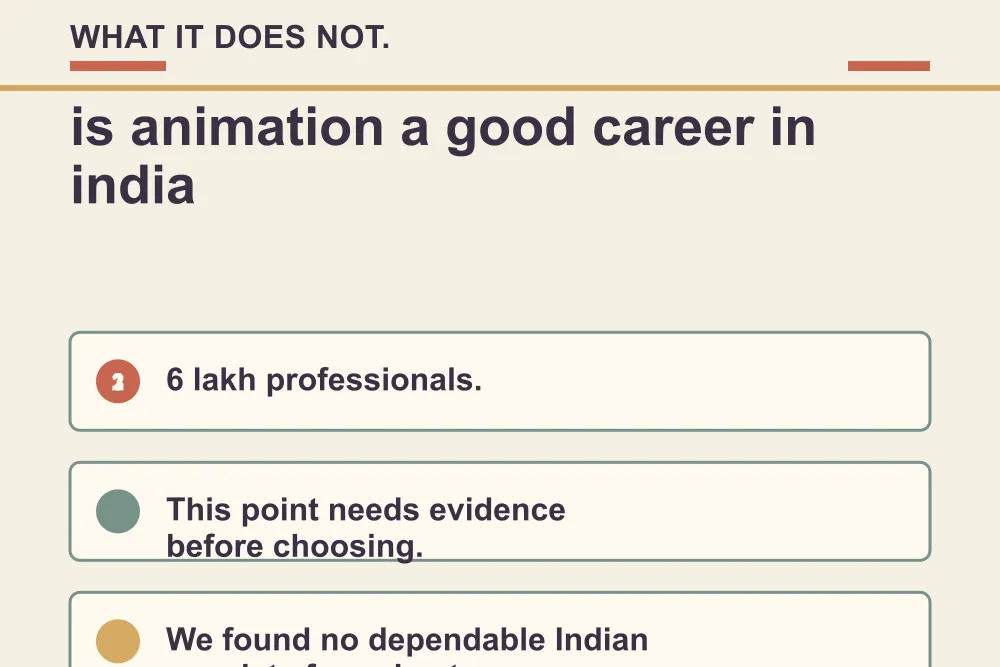 WHAT IT DOES NOT.
is animation a good career in
india
6 lakh professionals.
This point needs evidence
before choosing.
We found no dependable Indian